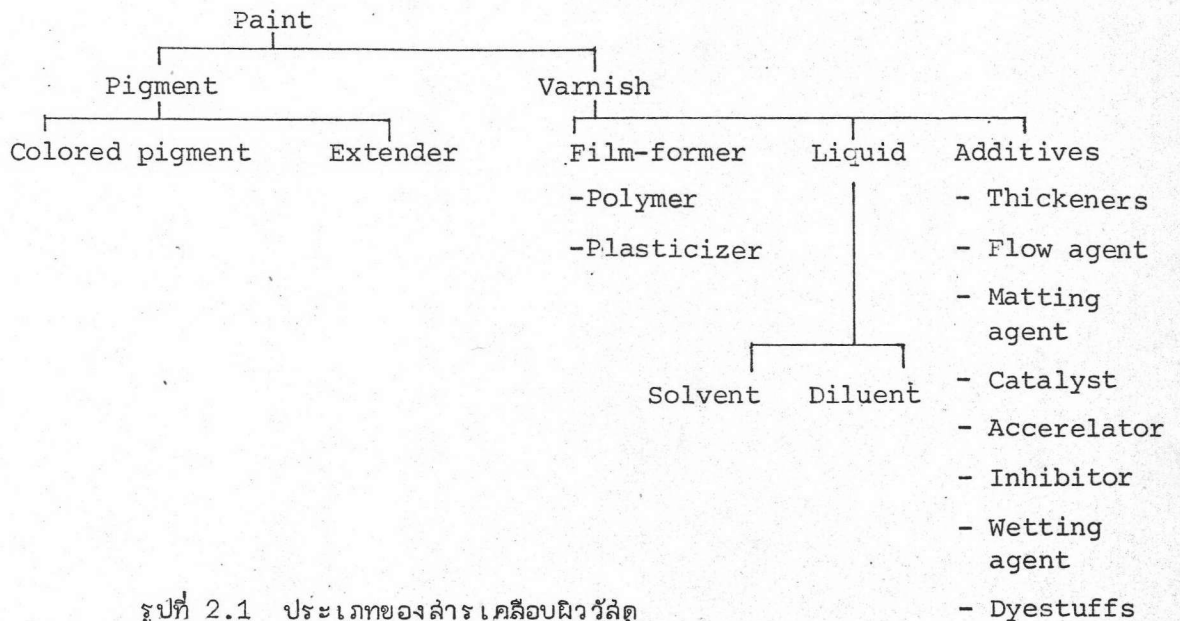 Paint
Pigment Varnish
Colored pigment Extender Film-former Liquid Additives
-Polymer - Thickeners
-Plasticizer - Flow agent
- Matting
agent
Solvent Diluent - Catalyst
- Accerelator
- Inhibitor
- Wetting
agent
รูปที่ 2.1 ประเภทของสารเคลือบผิววัสดุ - Dyestuffs